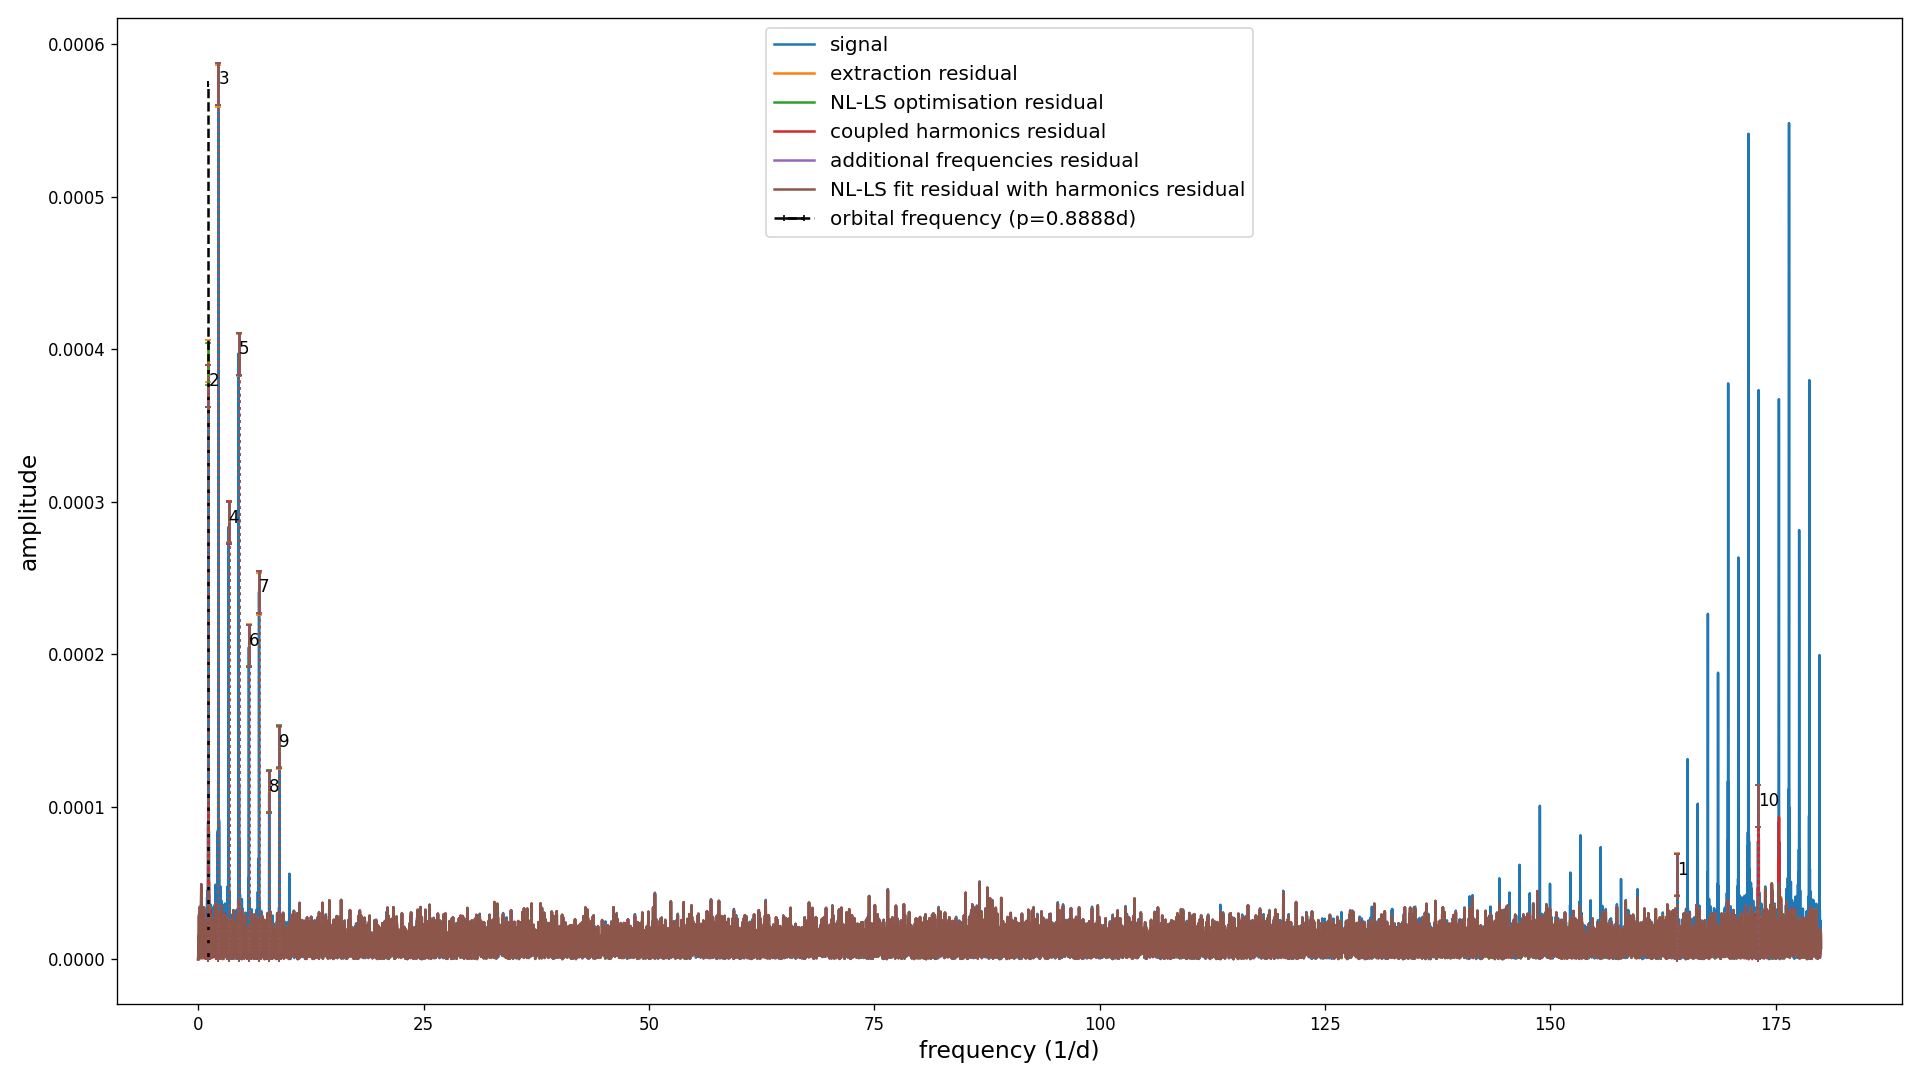 signal
extraction residual
NL-LS optimisation residual
coupled harmonics residual
additional frequencies residual
NL-LS fit residual with harmonics residual
orbital frequency (p=0.8888d)
amplitude
0.0006
0.0005
0.0004
0.0003
0.0002
0.0001
0.0000
3
5
2
4
7
6
9
8
10
1
0 25 50 75 100 125 150 175
frequency (1/d)